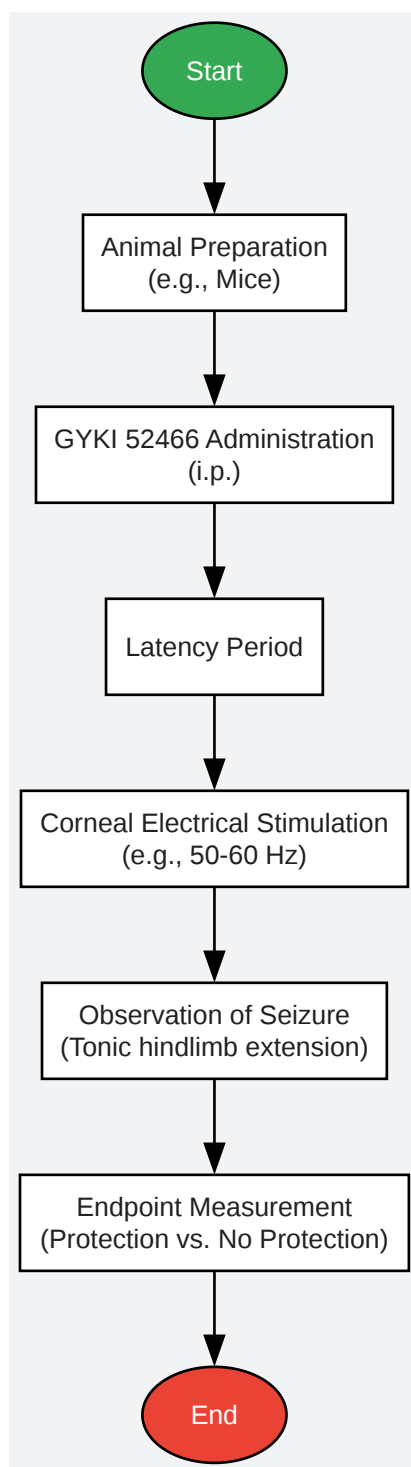 Start
Animal Preparation
(e.g., Mice)
GYKI 52466 Administration
(i.p.)
Latency Period
Corneal Electrical Stimulation
(e.g., 50-60 Hz)
Observation of Seizure
(Tonic hindlimb extension)
Endpoint Measurement
(Protection vs. No Protection)
End